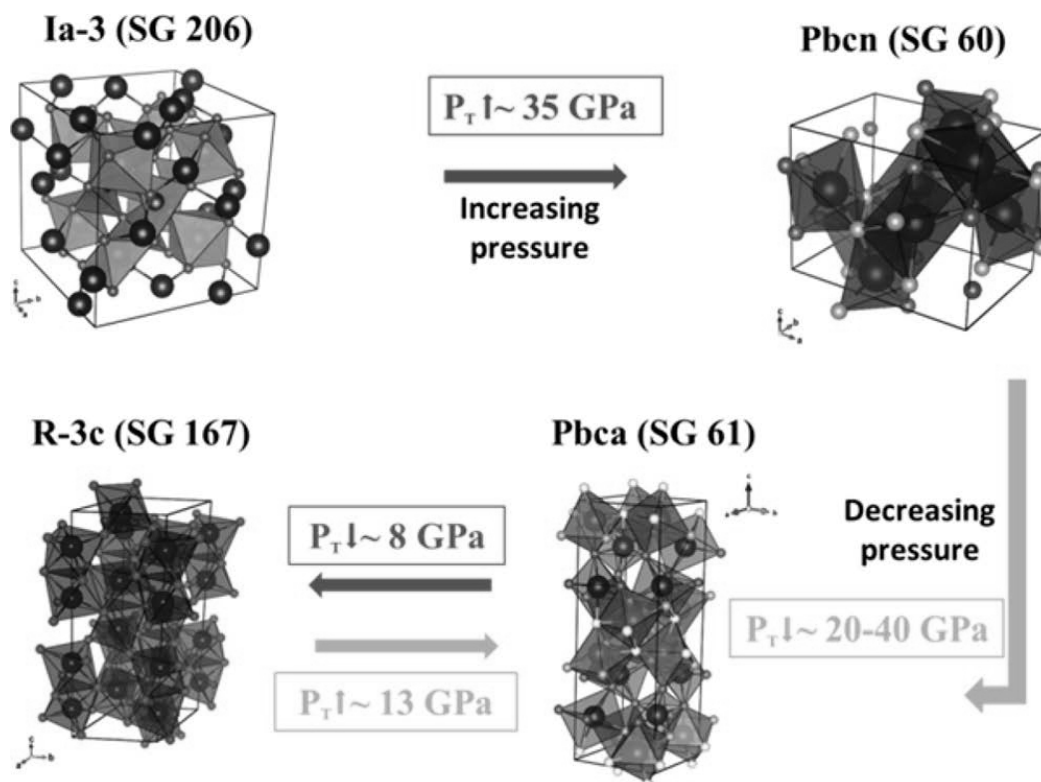 Ia-3 (SG 206)
Pbcn (SG 60)
P_T↑~ 35 GPa
Increasing
pressure
R-3c (SG 167)
Pbca (SG 61)
P_T↓~ 8 GPa
P_T↑~ 13 GPa
Decreasing
pressure
P_T↓~ 20-40 GPa